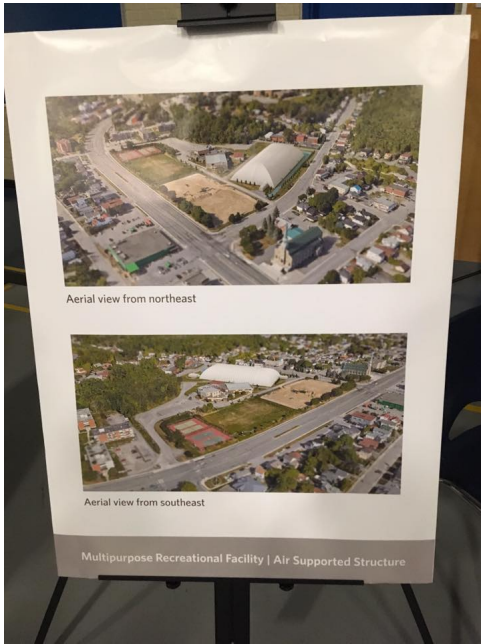 Aerial view from northeast
Aerial view from southeast
Multipurpose Recreational Facility | Air Supported Structure